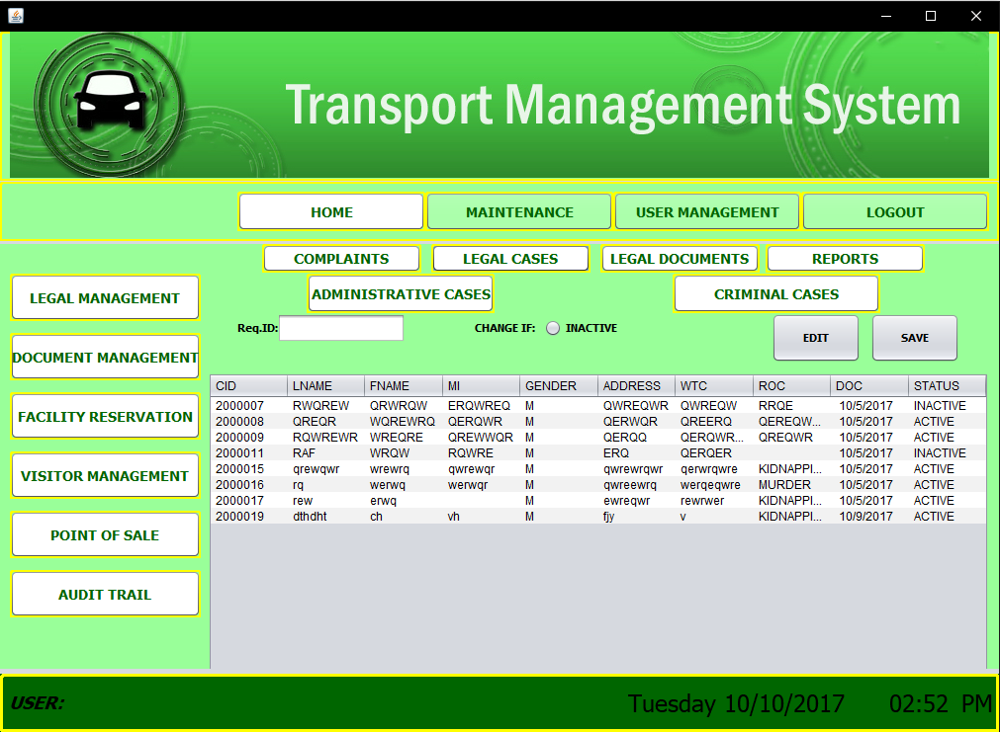 Transport Management System
HOME MAINTENANCE USER MANAGEMENT LOGOUT
COMPLAINTS LEGAL CASES LEGAL DOCUMENTS REPORTS
ADMINISTRATIVE CASES CRIMINAL CASES
LEGAL MANAGEMENT
DOCUMENT MANAGEMENT
FACILITY RESERVATION
VISITOR MANAGEMENT
POINT OF SALE
AUDIT TRAIL
Req.ID: CHANGE IF: INACTIVE EDIT SAVE
CID LNAME FNAME MI GENDER ADDRESS WTC ROC DOC STATUS
2000007 RWQREW QRWRQW ERQWREQ M QWREQWR QWREQW RRQE 10/5/2017 INACTIVE
2000008 QREQR WQREWRQ QERQWR M QERWQR QREERQ QEREQW... 10/5/2017 ACTIVE
2000009 RQWREWR WREQRE QREWWQR M QERQQ QERQWR... QREQWR 10/5/2017 ACTIVE
2000011 RAF WRQW RQWRE M ERQ QERQER 10/5/2017 INACTIVE
2000015 qrewqwr wrewrq qwrewqr M qwrewrqwr qerwrqwre KIDNAPPI... 10/5/2017 ACTIVE
2000016 rq werwq werwqr M qwreewrq werqeqwre MURDER 10/5/2017 ACTIVE
2000017 rew erwq M ewreqwr rewrwer KIDNAPPI... 10/5/2017 ACTIVE
2000019 dthdht ch vh M fjy v KIDNAPPI... 10/9/2017 ACTIVE
USER: Tuesday 10/10/2017 02:52 PM